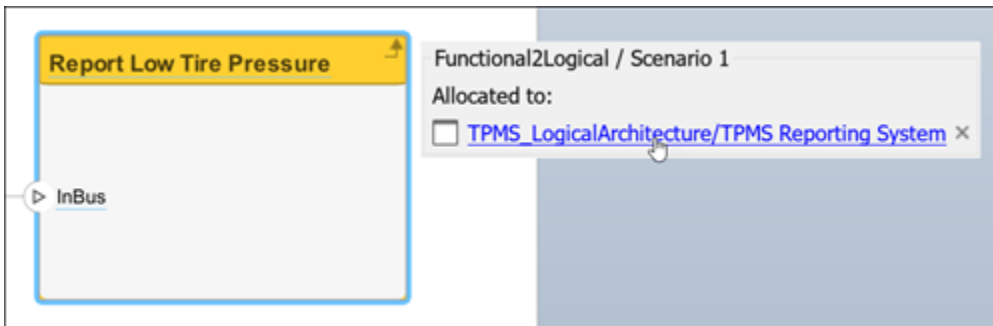 Report Low Tire Pressure
InBus
Functional2Logical / Scenario 1
Allocated to:
TPMS_LogicalArchitecture/TPMS Reporting System